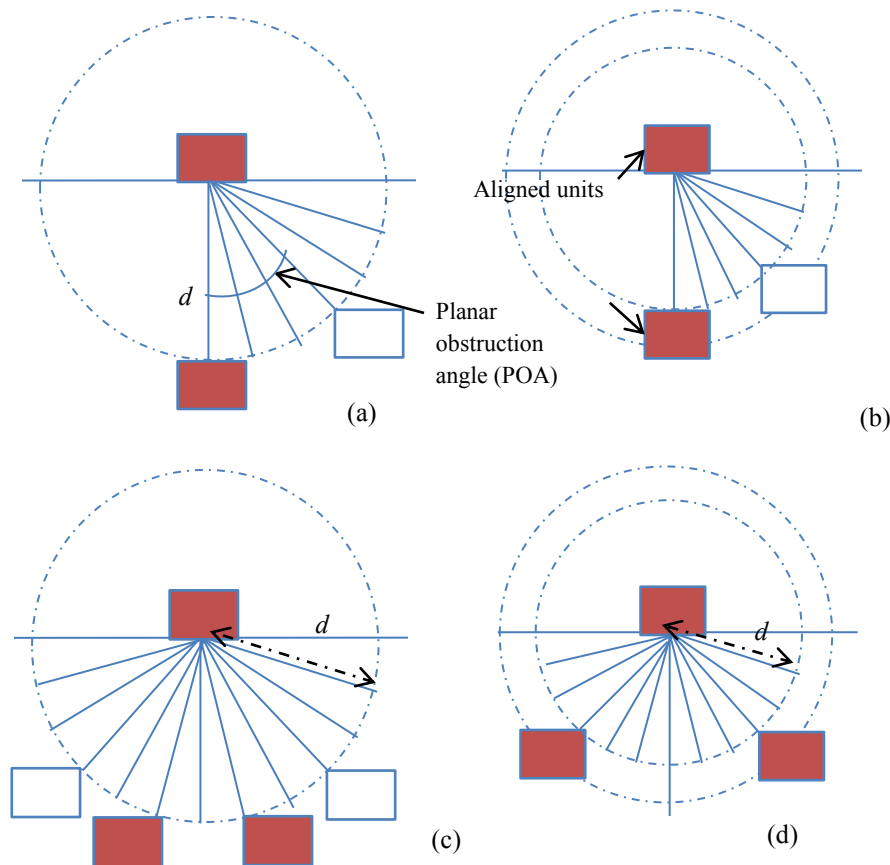 d
Planar
obstruction
angle (POA)
(a)
Aligned units
(b)
d
(c)
d
(d)